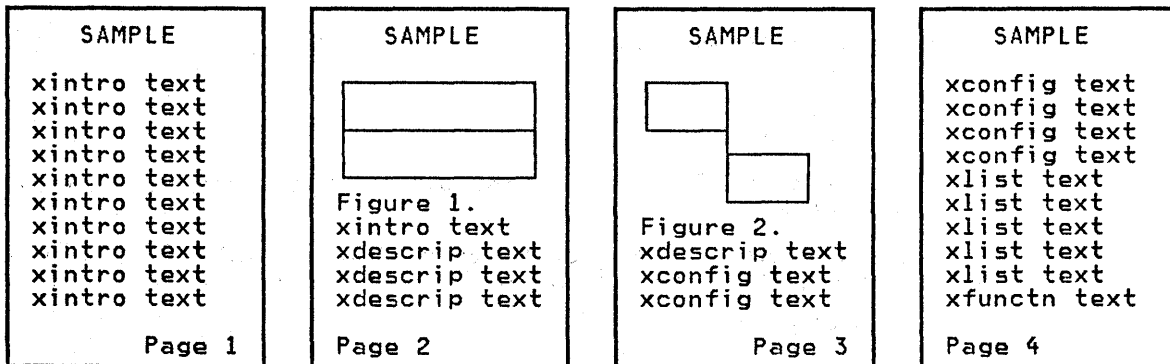 SAMPLE
xintro text
xintro text
xintro text
xintro text
xintro text
xintro text
xintro text
xintro text
xintro text
xintro text
Page 1
SAMPLE
Figure 1.
xintro text
xdescrip text
xdescrip text
xdescrip text
Page 2
SAMPLE
Figure 2.
xdescrip text
xconfig text
xconfig text
Page 3
SAMPLE
xconfig text
xconfig text
xconfig text
xconfig text
xlist text
xlist text
xlist text
xlist text
xlist text
xfunctn text
Page 4